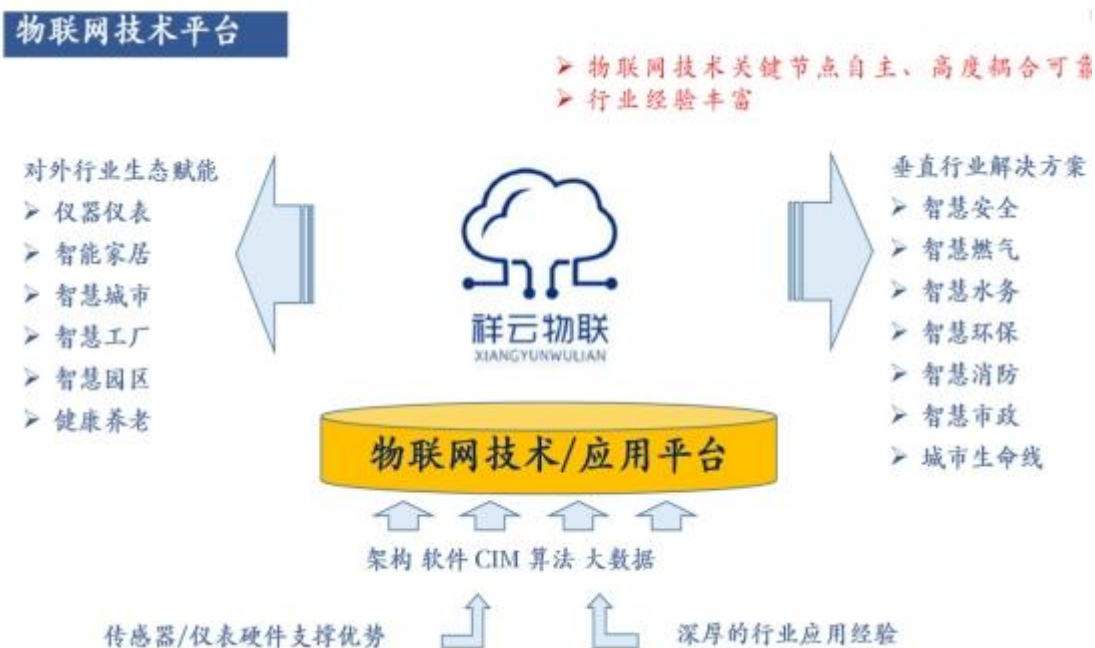 物联网技术平台
➢ 物联网技术关键节点自主、高度耦合可靠
➢ 行业经验丰富
对外行业生态赋能
➢ 仪器仪表
➢ 智能家居
➢ 智慧城市
➢ 智慧工厂
➢ 智慧园区
➢ 健康养老
祥云物联
XIANGYUNWULIAN
垂直行业解决方案
➢ 智慧安全
➢ 智慧燃气
➢ 智慧水务
➢ 智慧环保
➢ 智慧消防
➢ 智慧市政
➢ 城市生命线
物联网技术/应用平台
架构 软件 CIM 算法 大数据
传感器/仪表硬件支撑优势
深厚的行业应用经验